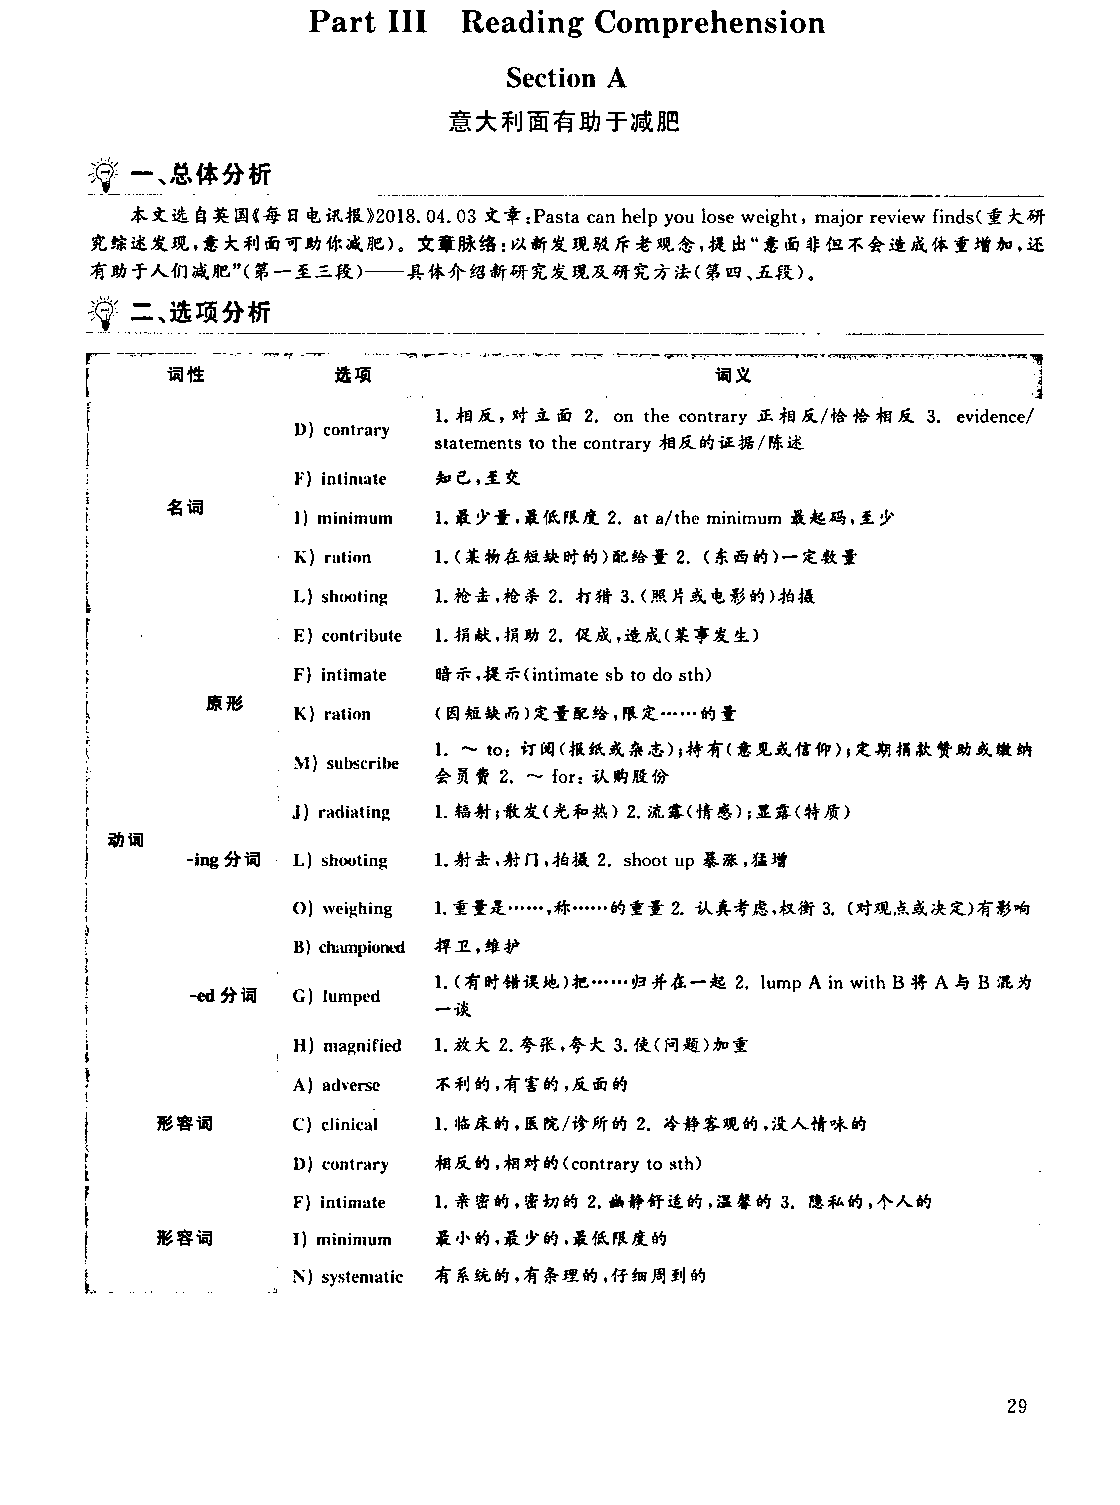 Part III Reading Comprehension
Section A
意大利面有助于减肥
一、总体分析
本文选自英国《每日电讯报》2018.04.03 文章:Pasta can help you lose weight, major review finds(重大研
究综述发现,意大利面可助你减肥)。文章脉络:以新发现驳斥老观念,提出“意面非但不会造成体重增加,还
有助于人们减肥”(第一至三段)——具体介绍新研究发现及研究方法(第四、五段)。
二、选项分析
词性 选项 词义
D) contrary 1. 相反,对立面 2. on the contrary 正相反/恰恰相反 3. evidence/
statements to the contrary 相反的证据/陈述
F) intimate 知己,至交
名词
I) minimum 1. 最少量,最低限度 2. at a/the minimum 最起码,至少
K) ration 1. (某物在短缺时的)配给量 2. (东西的)一定数量
L) shooting 1. 枪击,枪杀 2. 打猎 3. (照片或电影的)拍摄
E) contribute 1. 捐献,捐助 2. 促成,造成(某事发生)
F) intimate 暗示,提示(intimate sb to do sth)
原形
K) ration (因短缺而)定量配给,限定……的量
M) subscribe 1. ~ to: 订阅(报纸或杂志);持有(意见或信仰);定期捐款赞助或缴纳
会员费 2. ~ for: 认购股份
J) radiating 1. 辐射;散发(光和热) 2. 流露(情感);显露(特质)
动词
-ing 分词 L) shooting 1. 射击,射门,拍摄 2. shoot up 暴涨,猛增
O) weighing 1. 重量是……,称……的重量 2. 认真考虑,权衡 3. (对观点或决定)有影响
B) championed 捍卫,维护
-ed 分词 G) lumped 1. (有时错误地)把……归并在一起 2. lump A in with B 将 A 与 B 混为
一谈
H) magnified 1. 放大 2. 夸张,夸大 3. 使(问题)加重
A) adverse 不利的,有害的,反面的
形容词 C) clinical 1. 临床的,医院/诊所的 2. 冷静客观的,没人情味的
D) contrary 相反的,相对的(contrary to sth)
F) intimate 1. 亲密的,密切的 2. 幽静舒适的,温馨的 3. 隐私的,个人的
形容词 I) minimum 最小的,最少的,最低限度的
N) systematic 有系统的,有条理的,仔细周到的
29